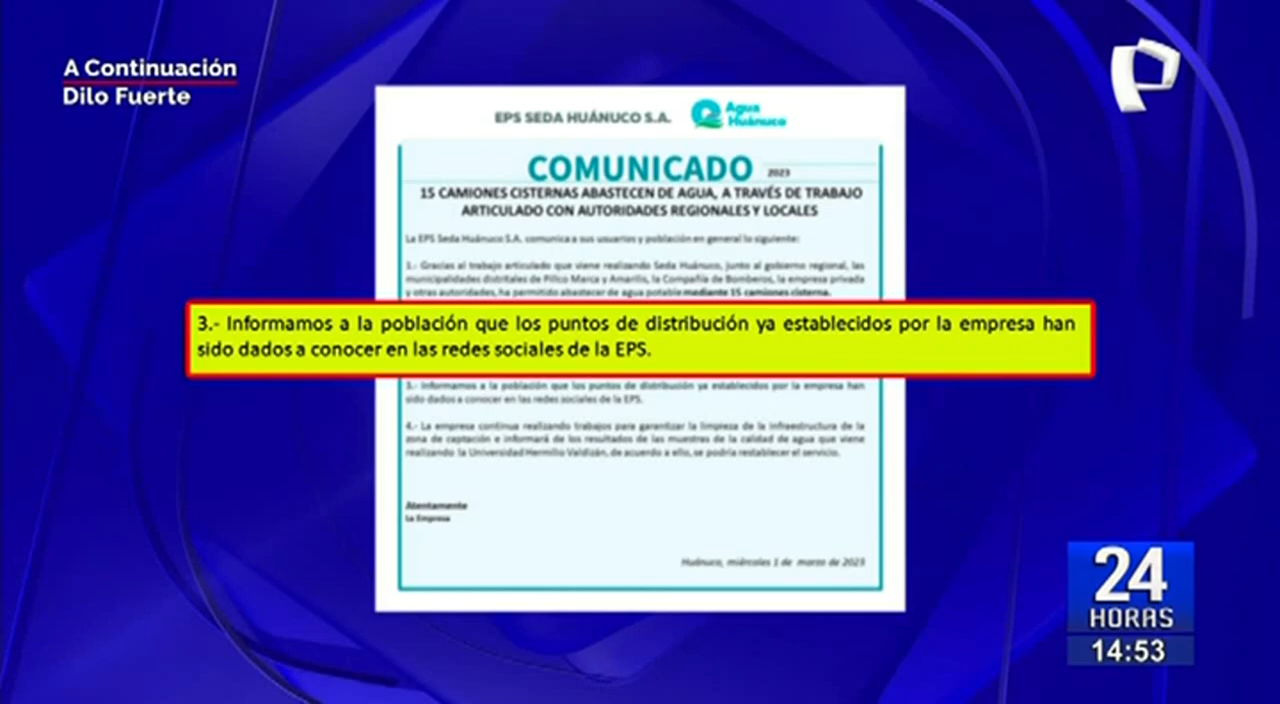 A Continuación
Dilo Fuerte
EPS SEDA HUÁNUCO S.A.
Agua
Huánuco
COMUNICADO 2023
15 CAMIONES CISTERNAS ABASTECEN DE AGUA, A TRAVÉS DE TRABAJO
ARTICULADO CON AUTORIDADES REGIONALES Y LOCALES
La EPS Seda Huánuco S.A. comunica a sus usuarios y población en general lo siguiente:
1.- Gracias al trabajo articulado que viene realizando Seda Huánuco, junto al gobierno regional, las
municipalidades distritales de Pillco Marca y Amarilis, la Compañía de Bomberos, la empresa privada
y otras autoridades, ha permitido abastecer de agua potable mediante 15 camiones cisterna.
3.- Informamos a la población que los puntos de distribución ya establecidos por la empresa han
sido dados a conocer en las redes sociales de la EPS.
3.- Informamos a la población que los puntos de distribución ya establecidos por la empresa han
sido dados a conocer en las redes sociales de la EPS.
4.- La empresa continua realizando trabajos para garantizar la limpieza de la infraestructura de la
zona de captación e informará de los resultados de las muestras de la calidad de agua que viene
realizando la Universidad Hermilio Valdizán, de acuerdo a ello, se podría restablecer el servicio.
Atentamente
La Empresa
Huánuco, miércoles 1 de marzo de 2023
24
HORAS
14:53